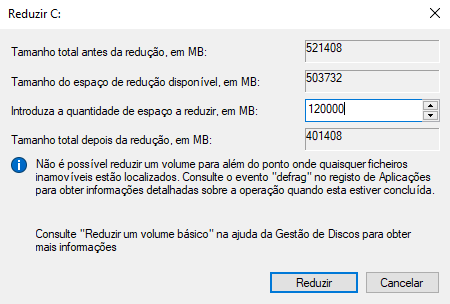 Reduzir C:
Tamanho total antes da redução, em MB: 521408
Tamanho do espaço de redução disponível, em MB: 503732
Introduza a quantidade de espaço a reduzir, em MB: 120000
Tamanho total depois da redução, em MB: 401408
Não é possível reduzir um volume para além do ponto onde quaisquer ficheiros
inamovíveis estão localizados. Consulte o evento "defrag" no registo de Aplicações
para obter informações detalhadas sobre a operação quando esta estiver concluída.
Consulte "Reduzir um volume básico" na ajuda da Gestão de Discos para obter
mais informações
Reduzir Cancelar